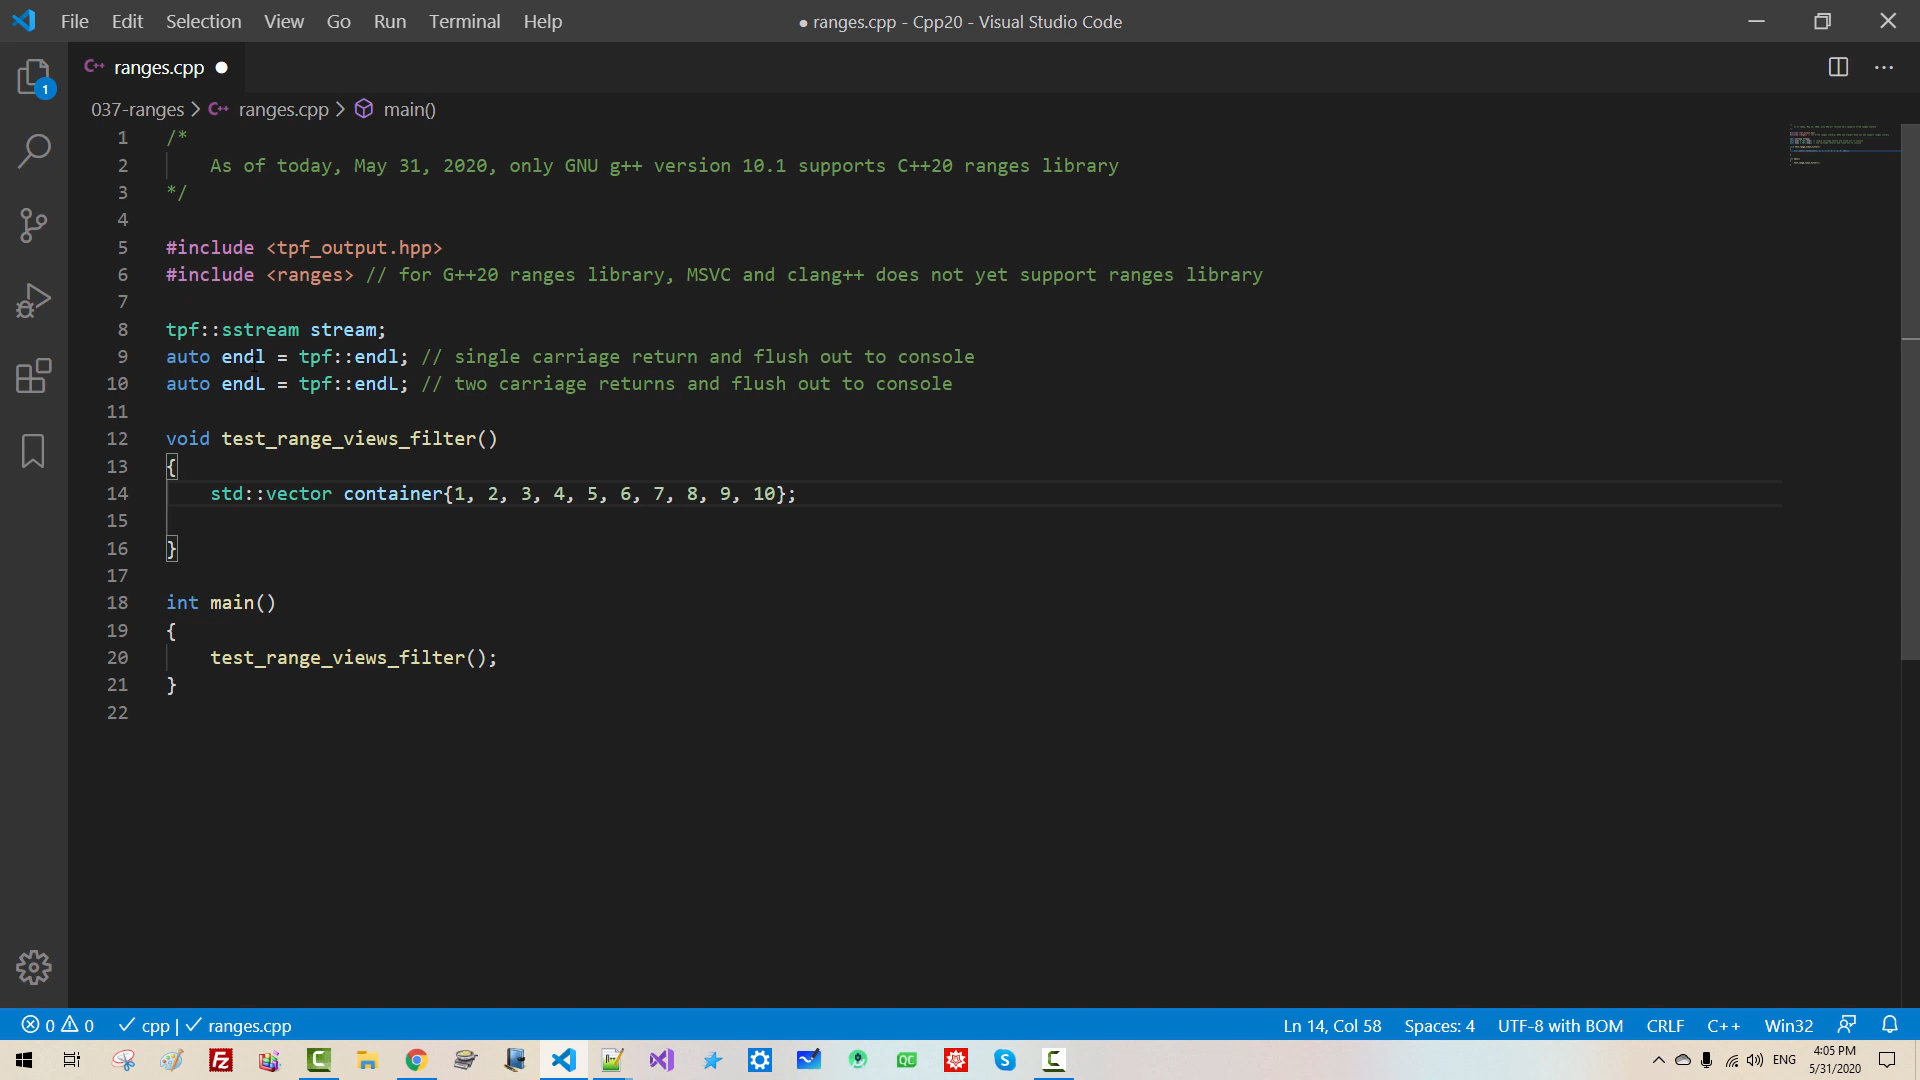 File Edit Selection View Go Run Terminal Help ● ranges.cpp - Cpp20 - Visual Studio Code
ranges.cpp
037-ranges > ranges.cpp > main()
1 /*
2 As of today, May 31, 2020, only GNU g++ version 10.1 supports C++20 ranges library
3 */
4
5 #include <tpf_output.hpp>
6 #include <ranges> // for G++20 ranges library, MSVC and clang++ does not yet support ranges library
7
8 tpf::sstream stream;
9 auto endl = tpf::endl; // single carriage return and flush out to console
10 auto endL = tpf::endL; // two carriage returns and flush out to console
11
12 void test_range_views_filter()
13 {
14 std::vector container{1, 2, 3, 4, 5, 6, 7, 8, 9, 10};
15
16 }
17
18 int main()
19 {
20 test_range_views_filter();
21 }
22
1
0 0 cpp | ranges.cpp Ln 14, Col 58 Spaces: 4 UTF-8 with BOM CRLF C++ Win32
ENG 4:05 PM
5/31/2020